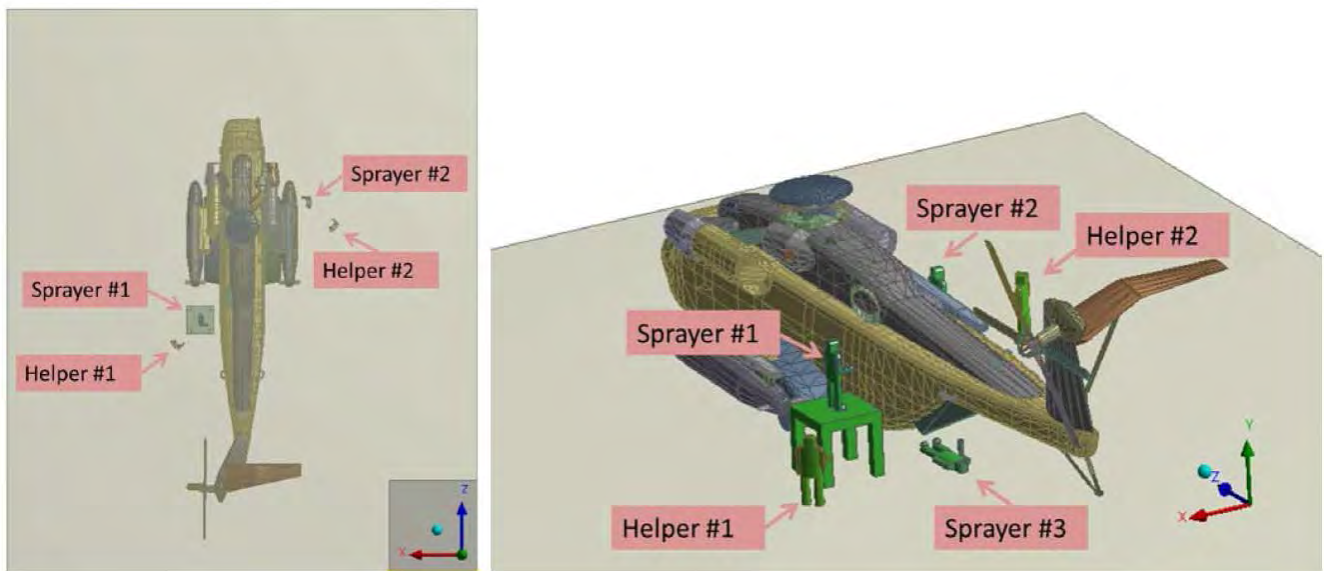 Sprayer #2
Helper #2
Sprayer #1
Helper #1
Z
X
Sprayer #2
Helper #2
Sprayer #1
Helper #1
Sprayer #3
Y
Z
X